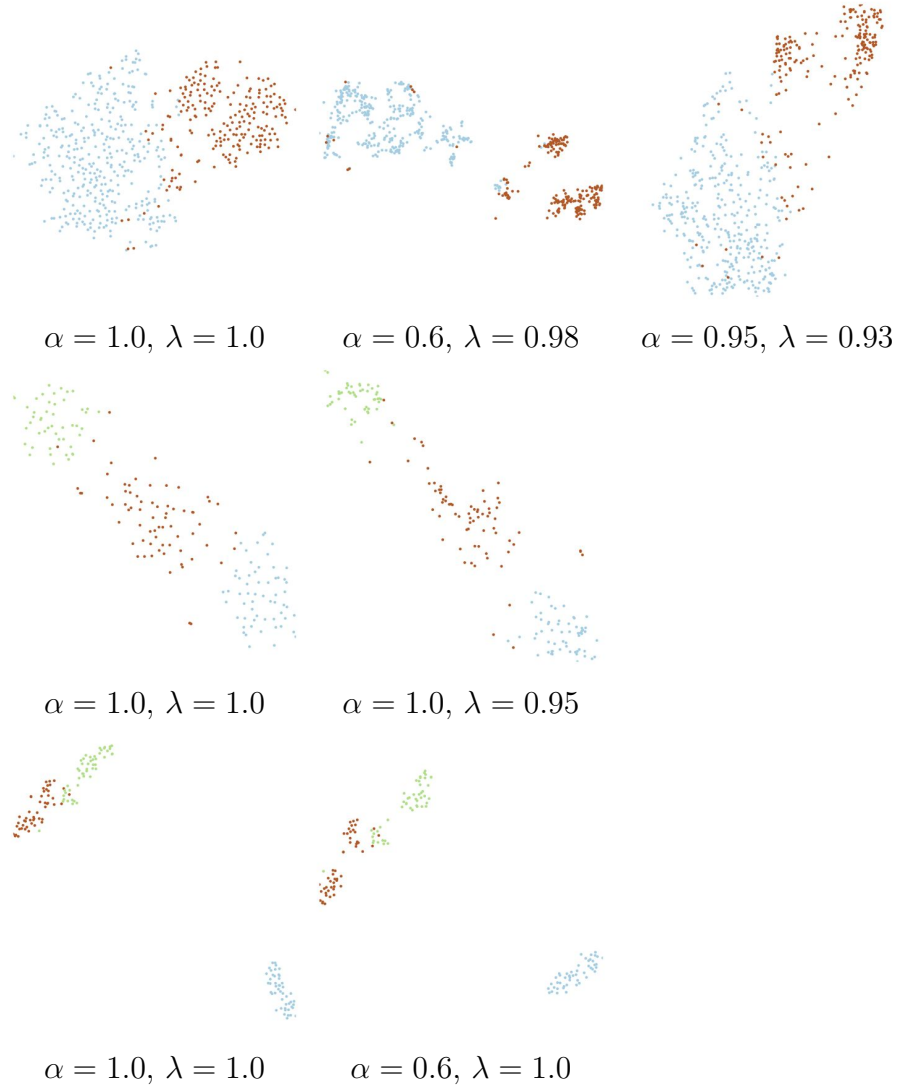 α = 1.0, λ = 1.0
α = 0.6, λ = 0.98
α = 0.95, λ = 0.93
α = 1.0, λ = 1.0
α = 1.0, λ = 0.95
α = 1.0, λ = 1.0
α = 0.6, λ = 1.0